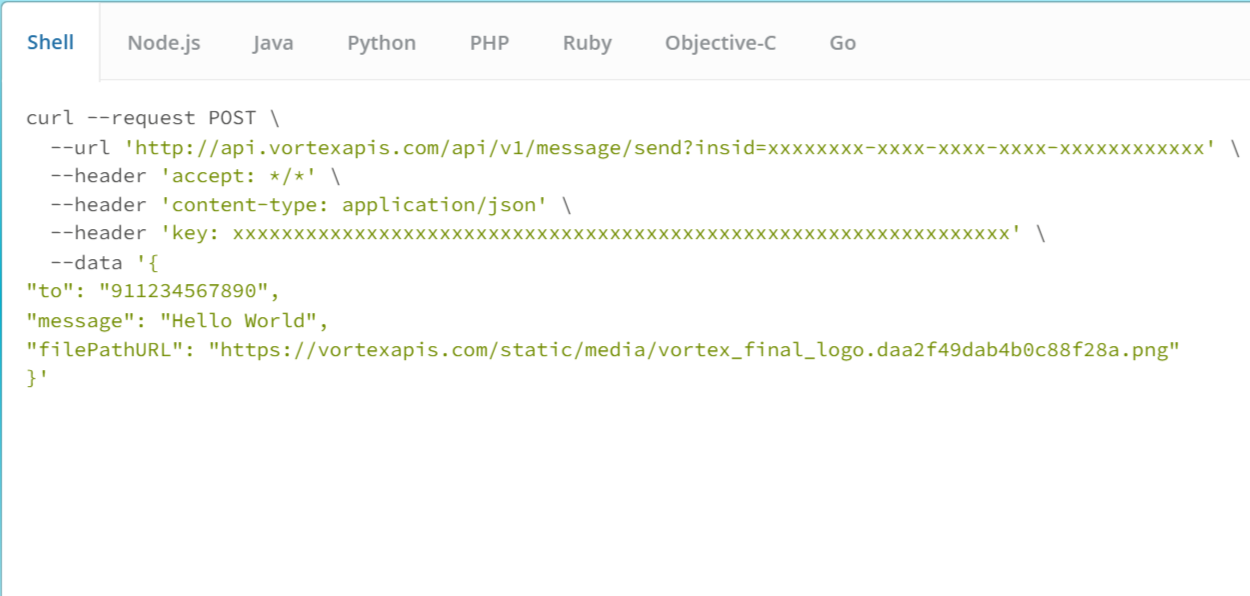 Shell Node.js Java Python PHP Ruby Objective-C Go
curl --request POST \
--url 'http://api.vortexapis.com/api/v1/message/send?insid=xxxxxxxx-xxxx-xxxx-xxxx-xxxxxxxxxxxx' \
--header 'accept: */*' \
--header 'content-type: application/json' \
--header 'key: xxxxxxxxxxxxxxxxxxxxxxxxxxxxxxxxxxxxxxxxxxxxxxxxxxxxxxxxxxxxxxxx' \
--data '{
"to": "911234567890",
"message": "Hello World",
"filePathURL": "https://vortexapis.com/static/media/vortex_final_logo.daa2f49dab4b0c88f28a.png"
}'